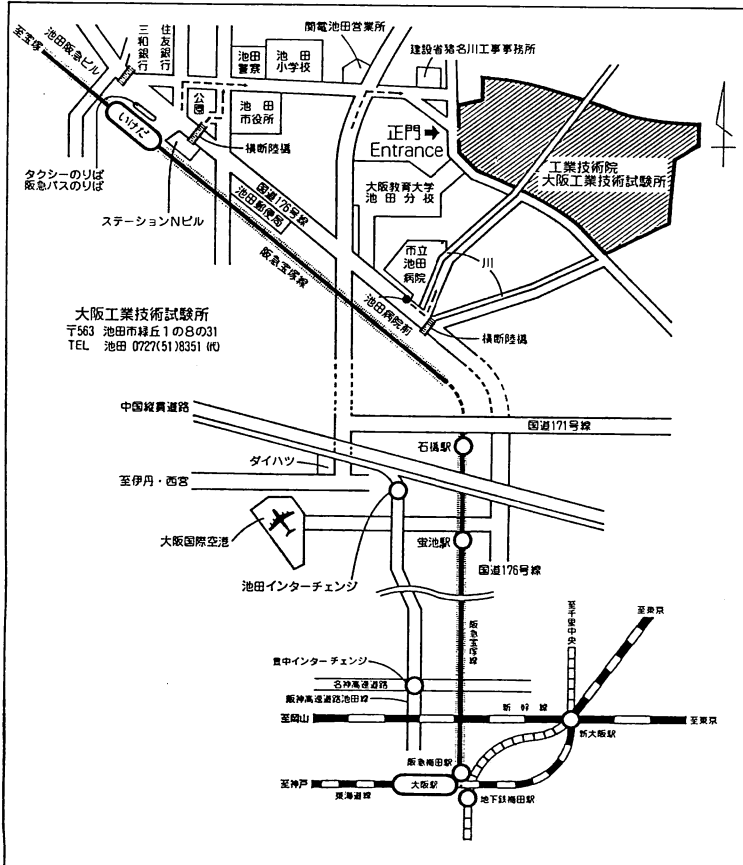 至宝塚
池田阪急ビル
三和銀行
住友銀行
池田警察
池田小学校
関電池田営業所
建設省猪名川工事事務所
公園
池田市役所
いけだ
横断陸橋
正門
Entrance
工業技術院
大阪工業技術試験所
タクシーのりば
阪急バスのりば
ステーションNビル
国道176号線
池田郵便局
大阪教育大学
池田分校
阪急宝塚線
市立池田病院
川
池田病院前
横断陸橋
大阪工業技術試験所
〒563 池田市緑丘1の8の31
TEL 池田 0727(51)8351 (代)
中国縦貫道路
国道171号線
石橋駅
ダイハツ
至伊丹・西宮
大阪国際空港
蛍池駅
池田インターチェンジ
国道176号線
阪急宝塚線
至千里中央
至東京
豊中インターチェンジ
名神高速道路
阪神高速道路池田線
新幹線
至岡山
至東京
新大阪駅
阪急梅田駅
至神戸
東海道線
大阪駅
地下鉄梅田駅